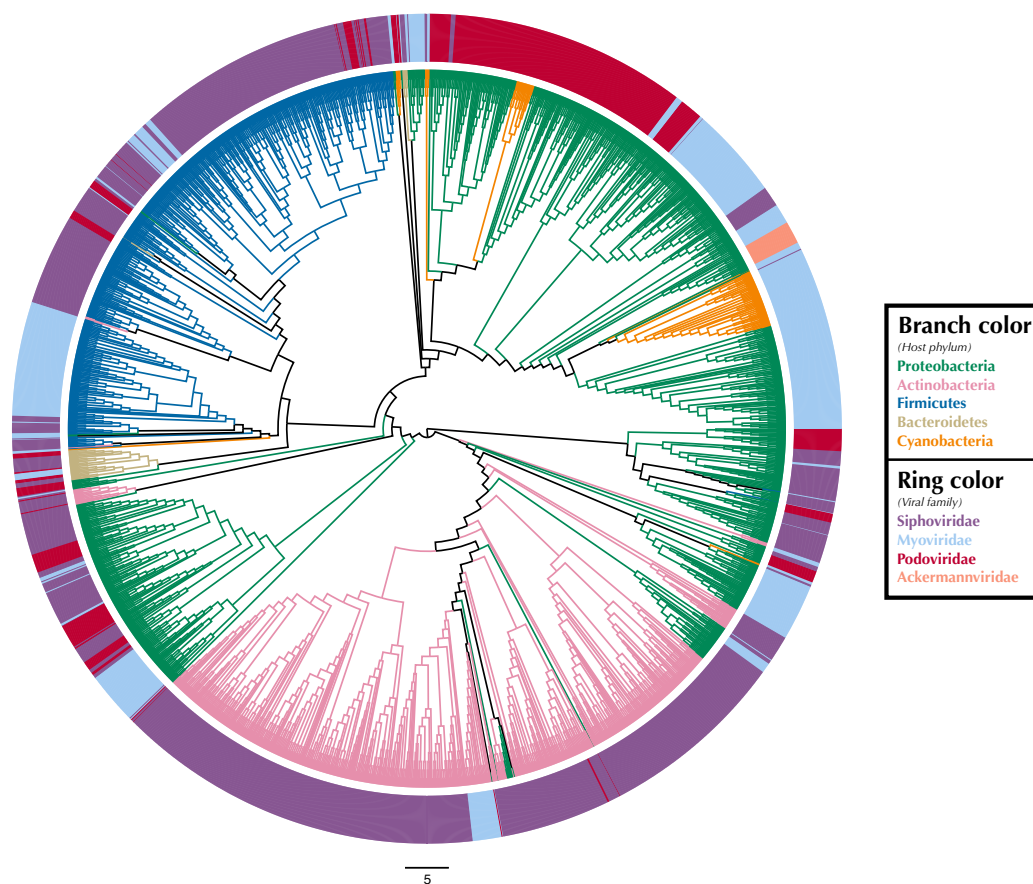 Branch color
(Host phylum)
Proteobacteria
Actinobacteria
Firmicutes
Bacteroidetes
Cyanobacteria
Ring color
(Viral family)
Siphoviridae
Myoviridae
Podoviridae
Ackermannviridae
5